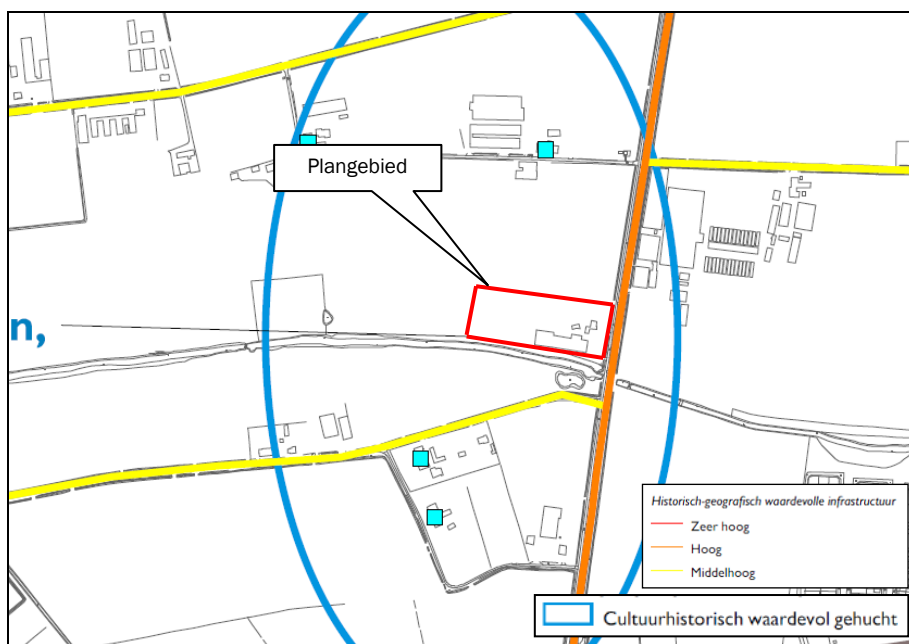 Plangebied
n,
Historisch-geografisch waardevolle infrastructuur
Zeer hoog
Hoog
Middelhoog
Cultuurhistorisch waardevol gehucht